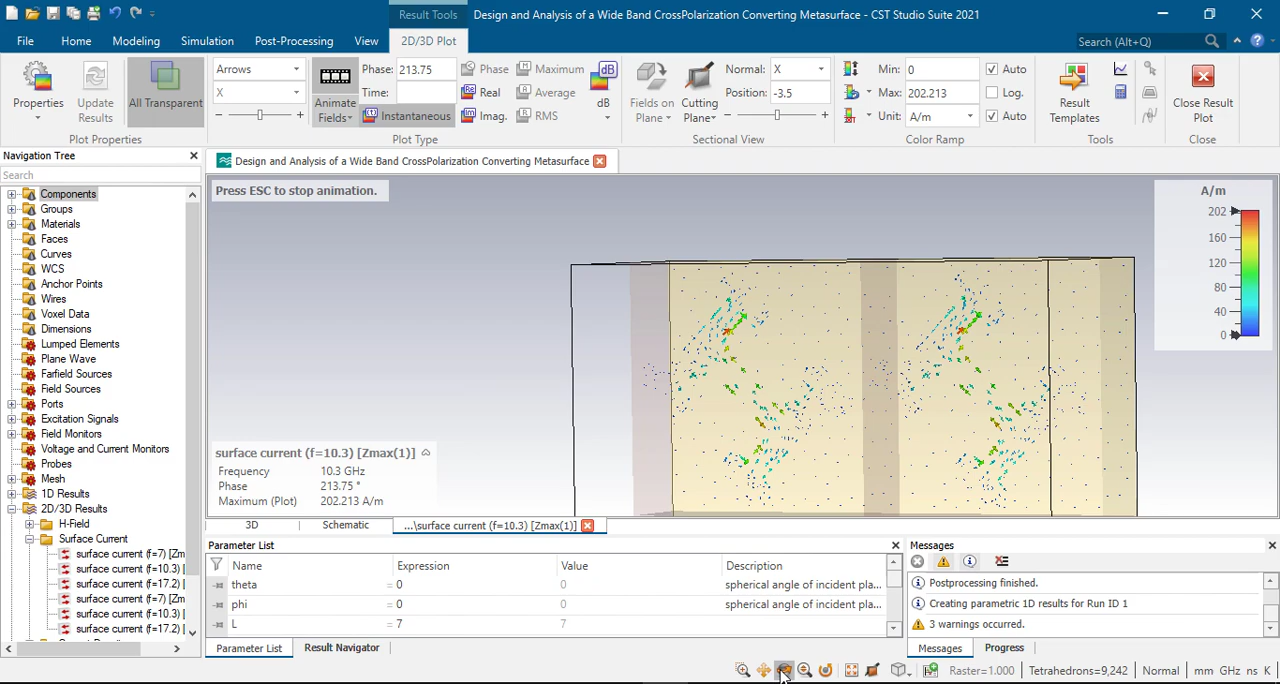 Result Tools
Design and Analysis of a Wide Band CrossPolarization Converting Metasurface - CST Studio Suite 2021
File Home Modeling Simulation Post-Processing View 2D/3D Plot
Search (Alt+Q)
Properties
Update Results
All Transparent
Plot Properties
Arrows
X
Animate Fields
Phase: 213.75
Time:
Instantaneous
Phase
Real
Imag.
Maximum
Average
RMS
dB
dB
Plot Type
Fields on Plane
Cutting Plane
Normal: X
Position: -3.5
Sectional View
Min: 0
Auto
Max: 202.213
Log.
Unit: A/m
Auto
Color Ramp
Result Templates
Tools
Close Result Plot
Close
Navigation Tree
Search
Components
Groups
Materials
Faces
Curves
WCS
Anchor Points
Wires
Voxel Data
Dimensions
Lumped Elements
Plane Wave
Farfield Sources
Field Sources
Ports
Excitation Signals
Field Monitors
Voltage and Current Monitors
Probes
Mesh
1D Results
2D/3D Results
H-Field
Surface Current
surface current (f=7) [Zm
surface current (f=10.3) [
surface current (f=17.2) [
surface current (f=7) [Zm
surface current (f=10.3) [
surface current (f=17.2) [
Design and Analysis of a Wide Band CrossPolarization Converting Metasurface
Press ESC to stop animation.
A/m
202
160
120
80
40
0
surface current (f=10.3) [Zmax(1)]
Frequency 10.3 GHz
Phase 213.75 °
Maximum (Plot) 202.213 A/m
3D Schematic ...\surface current (f=10.3) [Zmax(1)]
Parameter List
Name Expression Value Description
theta = 0 0 spherical angle of incident pla...
phi = 0 0 spherical angle of incident pla...
L = 7 7
Parameter List Result Navigator
Messages
Postprocessing finished.
Creating parametric 1D results for Run ID 1
3 warnings occurred.
Messages Progress
Raster=1.000 Tetrahedrons=9,242 Normal mm GHz ns K